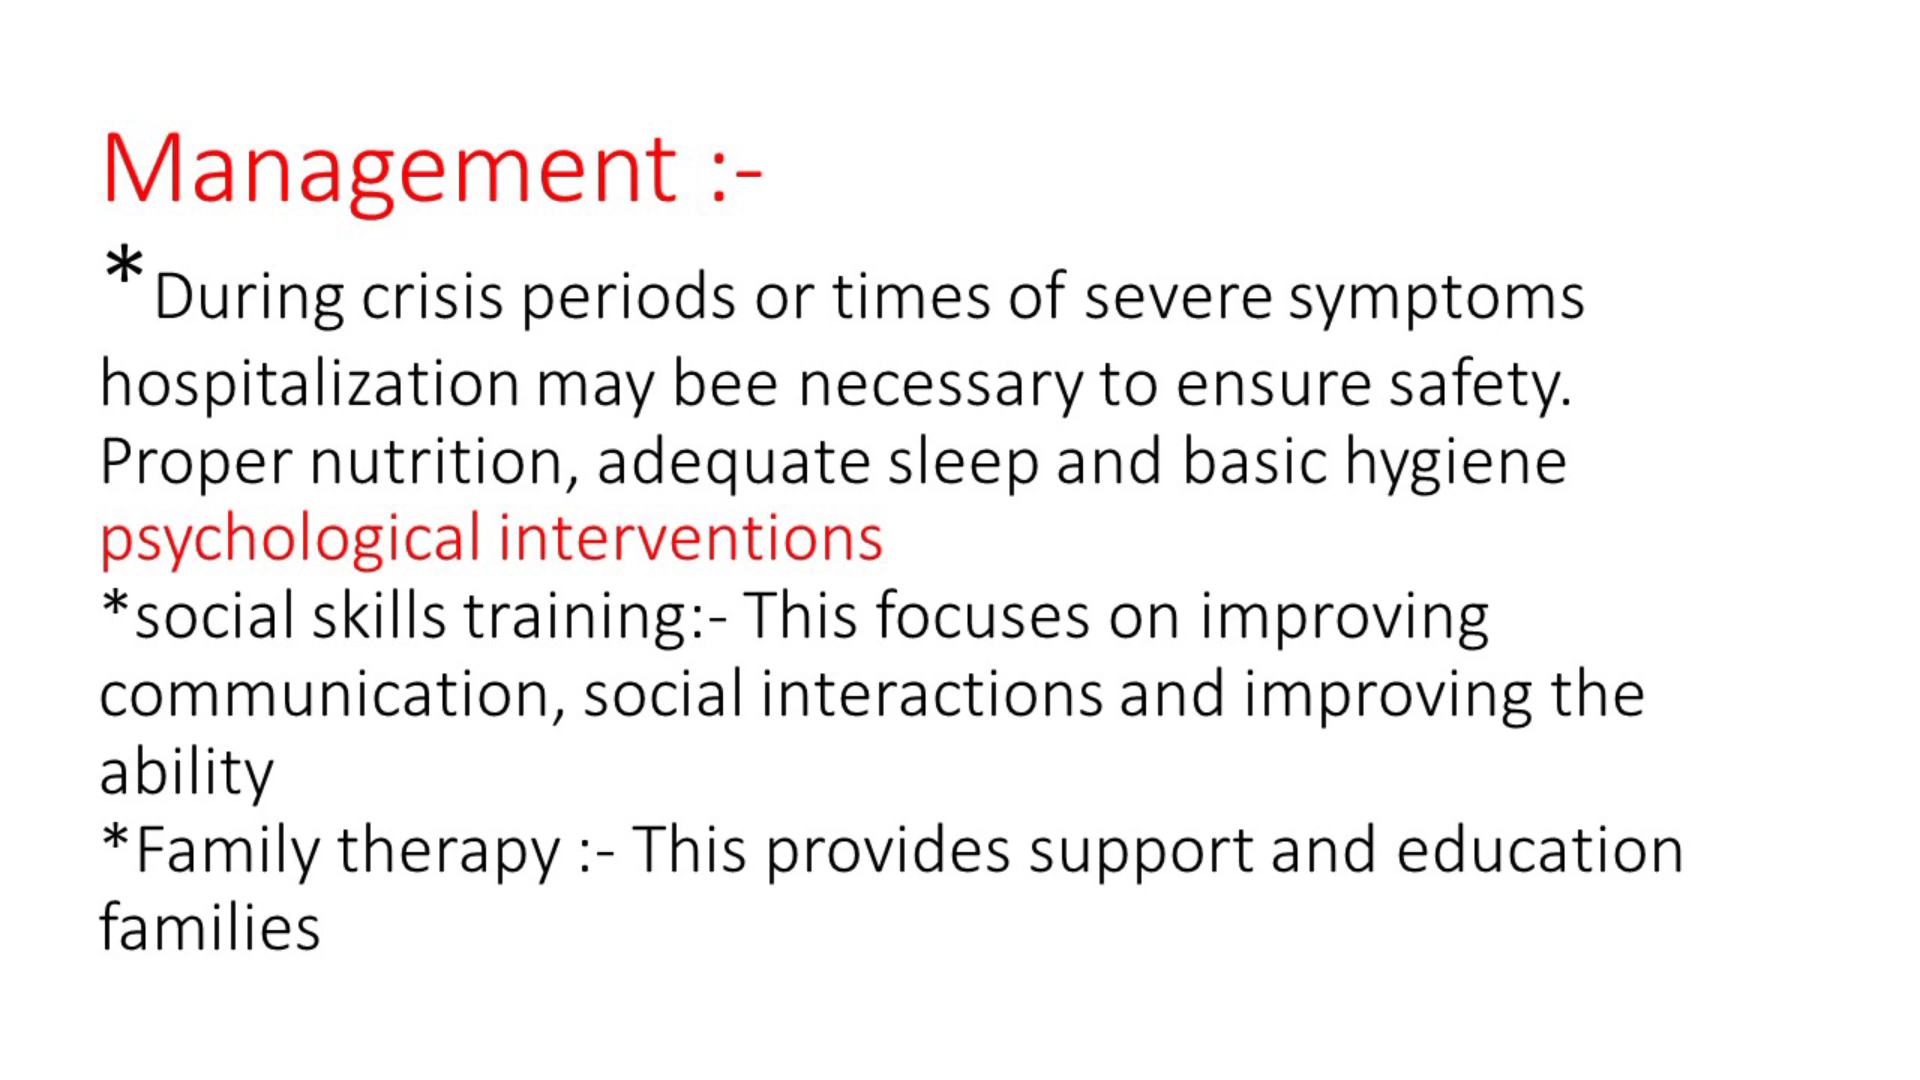 Management :-
*During crisis periods or times of severe symptoms
hospitalization may bee necessary to ensure safety.
Proper nutrition, adequate sleep and basic hygiene
psychological interventions
*social skills training:- This focuses on improving
communication, social interactions and improving the
ability
*Family therapy :- This provides support and education
families